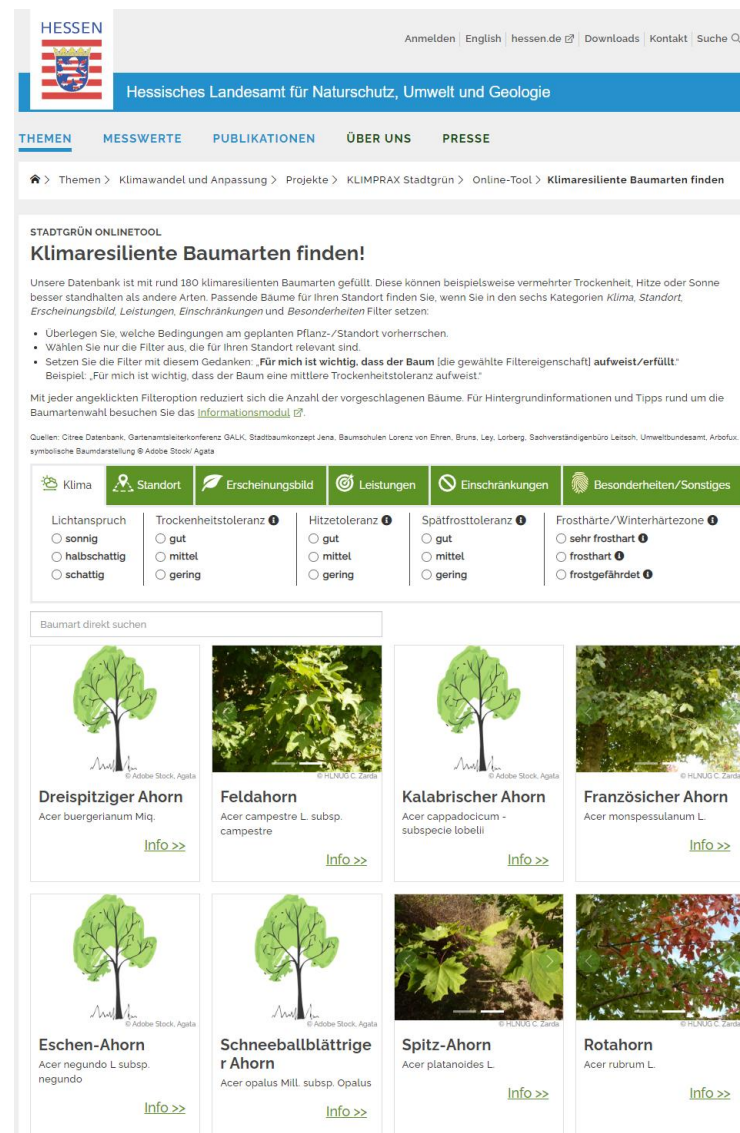 HESSEN
Anmelden English hessen.de Downloads Kontakt Suche
Hessisches Landesamt für Naturschutz, Umwelt und Geologie
THEMEN MESSWERTE PUBLIKATIONEN ÜBER UNS PRESSE
> Themen > Klimawandel und Anpassung > Projekte > KLIMPRAX Stadtgrün > Online-Tool > Klimaresiliente Baumarten finden
STADTGRÜN ONLINETOOL
Klimaresiliente Baumarten finden!
Unsere Datenbank ist mit rund 180 klimaresilienten Baumarten gefüllt. Diese können beispielsweise vermehrter Trockenheit, Hitze oder Sonne
besser standhalten als andere Arten. Passende Bäume für Ihren Standort finden Sie, wenn Sie in den sechs Kategorien Klima, Standort,
Erscheinungsbild, Leistungen, Einschränkungen und Besonderheiten Filter setzen:
• Überlegen Sie, welche Bedingungen am geplanten Pflanz-/Standort vorherrschen.
• Wählen Sie nur die Filter aus, die für Ihren Standort relevant sind.
• Setzen Sie die Filter mit diesem Gedanken: „Für mich ist wichtig, dass der Baum [die gewählte Filtereigenschaft] aufweist/erfüllt."
Beispiel: „Für mich ist wichtig, dass der Baum eine mittlere Trockenheitstoleranz aufweist."
Mit jeder angeklickten Filteroption reduziert sich die Anzahl der vorgeschlagenen Bäume. Für Hintergrundinformationen und Tipps rund um die
Baumartenwahl besuchen Sie das Informationsmodul.
Quellen: Citree Datenbank, Gartenamtsleiterkonferenz GALK, Stadtbaumkonzept Jena, Baumschulen Lorenz von Ehren, Bruns, Ley, Lorberg, Sachverständigenbüro Leitsch, Umweltbundesamt, Arbofux,
symbolische Baumdarstellung © Adobe Stock/ Agata
Klima Standort Erscheinungsbild Leistungen Einschränkungen Besonderheiten/Sonstiges
Lichtanspruch Trockenheitstoleranz Hitzetoleranz Spätfrosttoleranz Frosthärte/Winterhärtezone
sonnig gut gut gut sehr frosthart
halbschattig mittel mittel mittel frosthart
schattig gering gering gering frostgefährdet
Baumart direkt suchen
© Adobe Stock, Agata © HLNUG C. Zarda © Adobe Stock, Agata © HLNUG C. Zarda
Dreispitziger Ahorn Feldahorn Kalabrischer Ahorn Französicher Ahorn
Acer buergerianum Miq. Acer campestre L. subsp. Acer cappadocicum - Acer monspessulanum L.
campestre subspecie lobelii
Info >> Info >> Info >> Info >>
© Adobe Stock, Agata © Adobe Stock, Agata © HLNUG C. Zarda © HLNUG C. Zarda
Eschen-Ahorn Schneeballblättrige Spitz-Ahorn Rotahorn
r Ahorn
Acer negundo L subsp. Acer opalus Mill. subsp. Opalus Acer platanoides L. Acer rubrum L.
negundo
Info >> Info >> Info >> Info >>